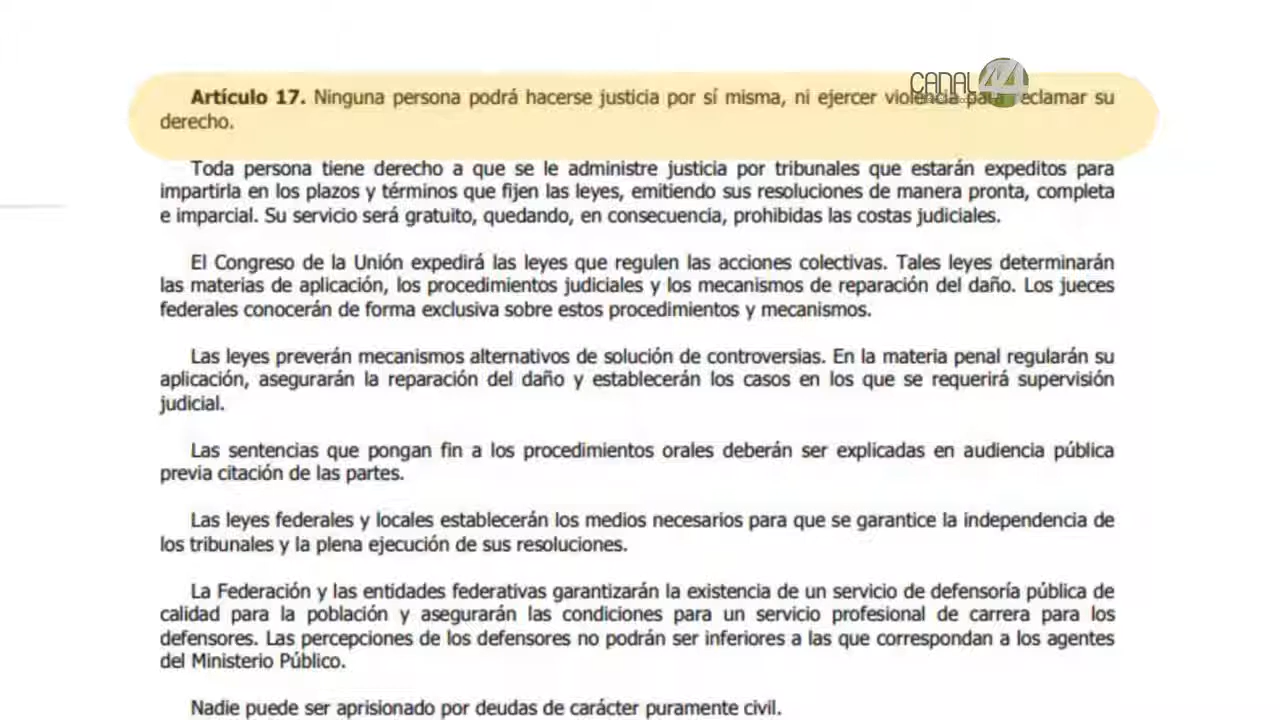 CANAL 44
Artículo 17. Ninguna persona podrá hacerse justicia por sí misma, ni ejercer violencia para reclamar su
derecho.
Toda persona tiene derecho a que se le administre justicia por tribunales que estarán expeditos para
impartirla en los plazos y términos que fijen las leyes, emitiendo sus resoluciones de manera pronta, completa
e imparcial. Su servicio será gratuito, quedando, en consecuencia, prohibidas las costas judiciales.
El Congreso de la Unión expedirá las leyes que regulen las acciones colectivas. Tales leyes determinarán
las materias de aplicación, los procedimientos judiciales y los mecanismos de reparación del daño. Los jueces
federales conocerán de forma exclusiva sobre estos procedimientos y mecanismos.
Las leyes preverán mecanismos alternativos de solución de controversias. En la materia penal regularán su
aplicación, asegurarán la reparación del daño y establecerán los casos en los que se requerirá supervisión
judicial.
Las sentencias que pongan fin a los procedimientos orales deberán ser explicadas en audiencia pública
previa citación de las partes.
Las leyes federales y locales establecerán los medios necesarios para que se garantice la independencia de
los tribunales y la plena ejecución de sus resoluciones.
La Federación y las entidades federativas garantizarán la existencia de un servicio de defensoría pública de
calidad para la población y asegurarán las condiciones para un servicio profesional de carrera para los
defensores. Las percepciones de los defensores no podrán ser inferiores a las que correspondan a los agentes
del Ministerio Público.
Nadie puede ser aprisionado por deudas de carácter puramente civil.